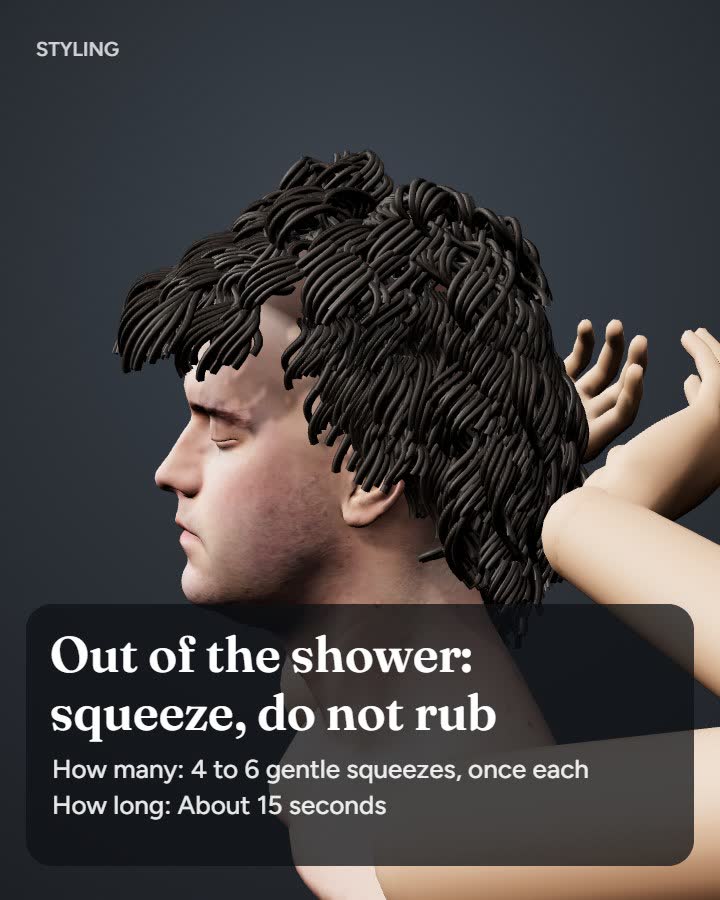 STYLING
Out of the shower:
squeeze, do not rub
How many: 4 to 6 gentle squeezes, once each
How long: About 15 seconds